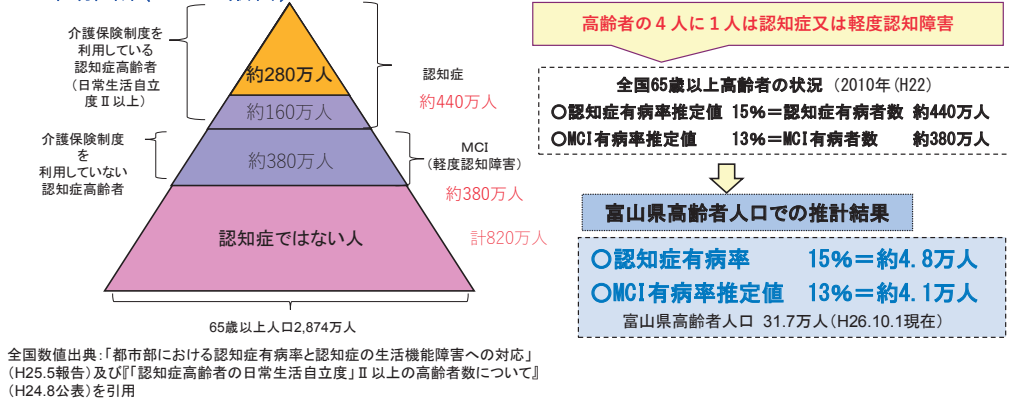 介護保険制度を
利用している
認知症高齢者
(日常生活自立
度Ⅱ以上)
約280万人
約160万人
認知症
約440万人
介護保険制度
を
利用していない
認知症高齢者
約380万人
MCI
(軽度認知障害)
約380万人
認知症ではない人
計820万人
65歳以上人口2,874万人
全国数値出典:「都市部における認知症有病率と認知症の生活機能障害への対応」
(H25.5報告)及び『「認知症高齢者の日常生活自立度」Ⅱ以上の高齢者数について』
(H24.8公表)を引用
高齢者の4人に1人は認知症又は軽度認知障害
全国65歳以上高齢者の状況 (2010年(H22)
〇認知症有病率推定値 15%=認知症有病者数 約440万人
〇MCI有病率推定値 13%=MCI有病者数 約380万人
富山県高齢者人口での推計結果
〇認知症有病率 15%=約4.8万人
〇MCI有病率推定値 13%=約4.1万人
富山県高齢者人口 31.7万人(H26.10.1現在)